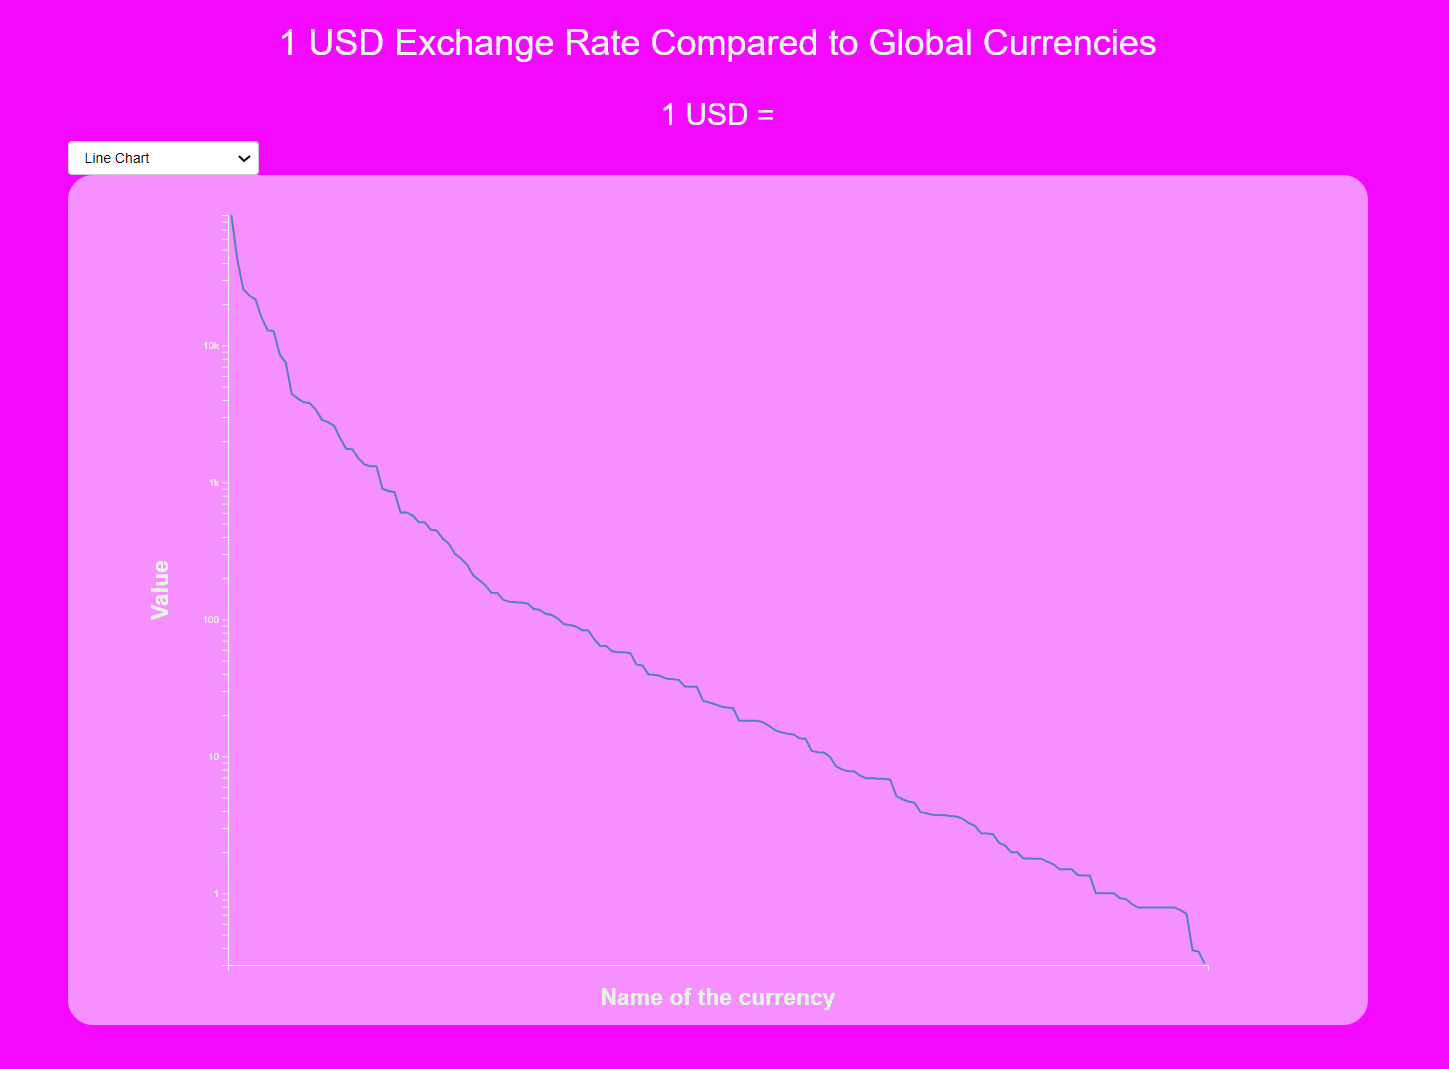 1 USD Exchange Rate Compared to Global Currencies
1 USD =
Line Chart
10k
1k
100
10
1
Value
Name of the currency